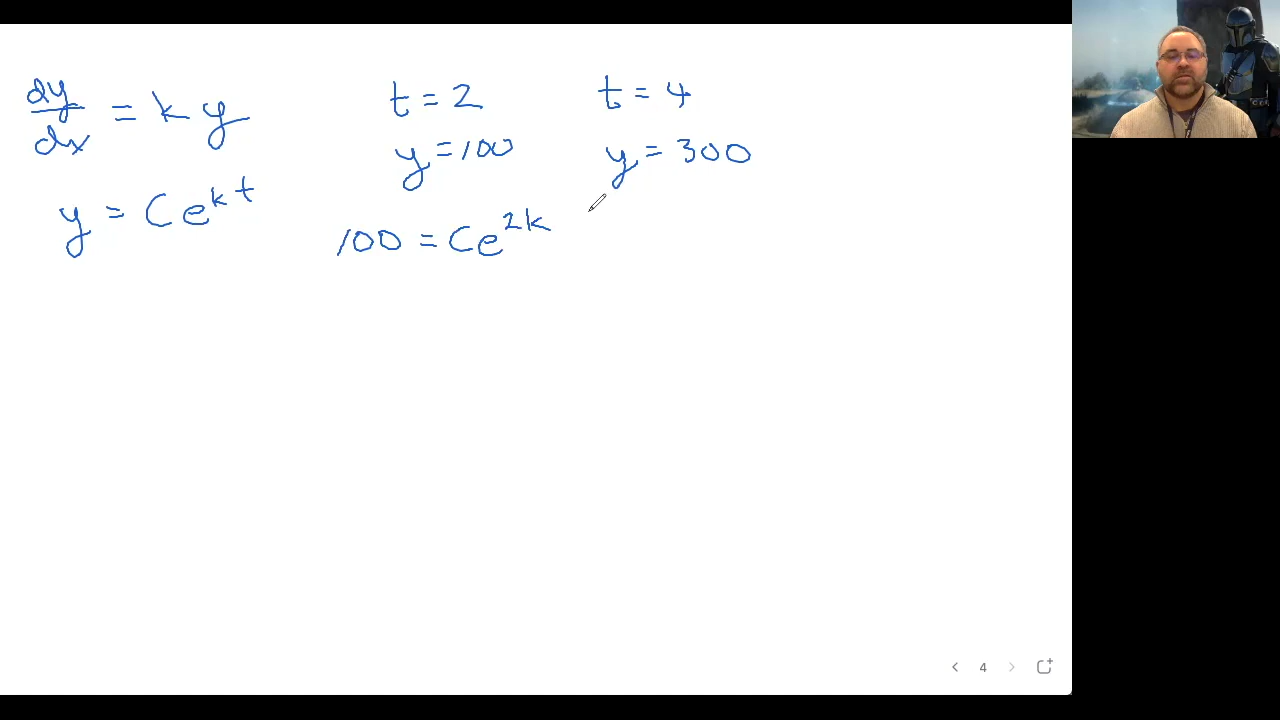 dy/dx = ky
y = Ce^{kt}
t = 2
y = 100
100 = Ce^{2k}
t = 4
y = 300
4